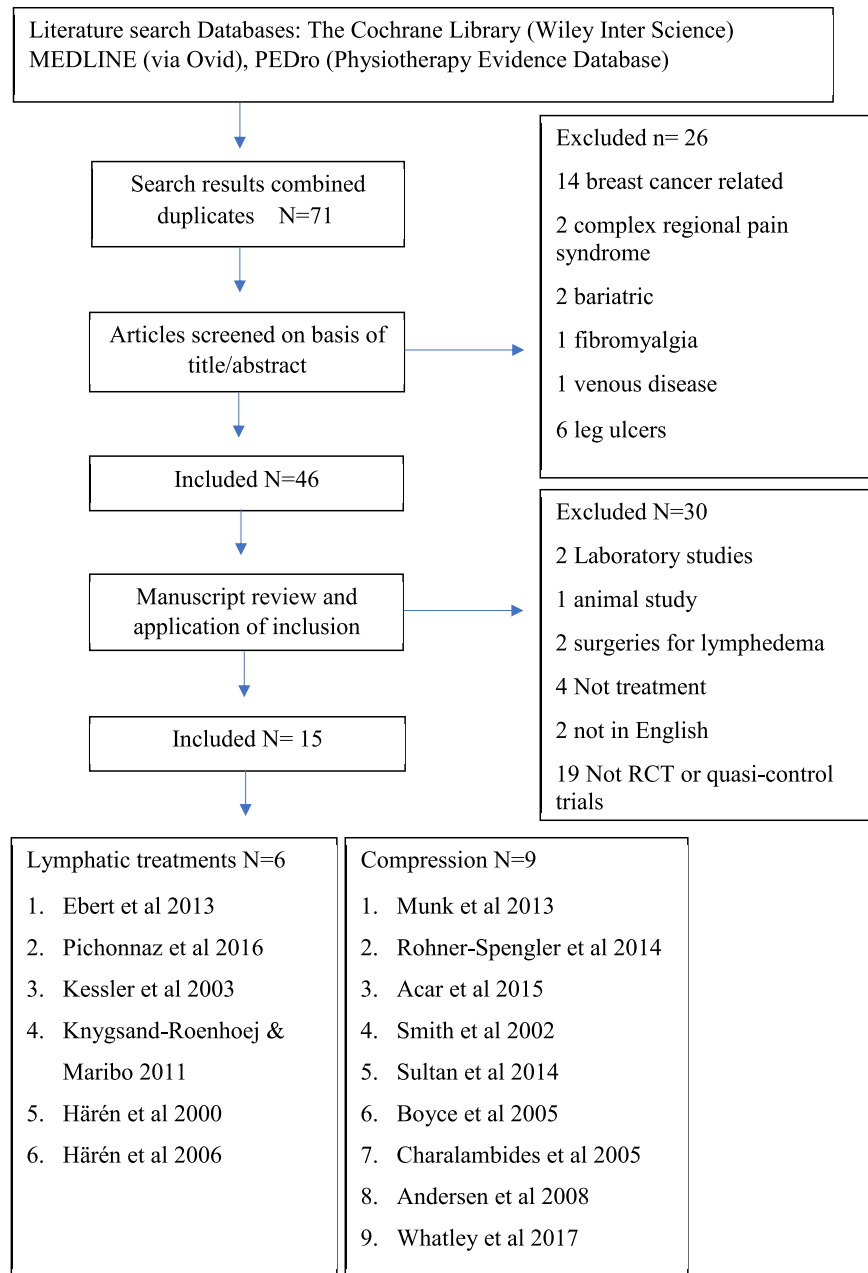 Literature search Databases: The Cochrane Library (Wiley Inter Science)
MEDLINE (via Ovid), PEDro (Physiotherapy Evidence Database)
Search results combined
duplicates N=71
Articles screened on basis of
title/abstract
Excluded n= 26
14 breast cancer related
2 complex regional pain
syndrome
2 bariatric
1 fibromyalgia
1 venous disease
6 leg ulcers
Included N=46
Manuscript review and
application of inclusion
Excluded N=30
2 Laboratory studies
1 animal study
2 surgeries for lymphedema
4 Not treatment
2 not in English
19 Not RCT or quasi-control
trials
Included N= 15
Lymphatic treatments N=6
1. Ebert et al 2013
2. Pichonnaz et al 2016
3. Kessler et al 2003
4. Knygsand-Roenhoej &
Maribo 2011
5. Härén et al 2000
6. Härén et al 2006
Compression N=9
1. Munk et al 2013
2. Rohner-Spengler et al 2014
3. Acar et al 2015
4. Smith et al 2002
5. Sultan et al 2014
6. Boyce et al 2005
7. Charalambides et al 2005
8. Andersen et al 2008
9. Whatley et al 2017